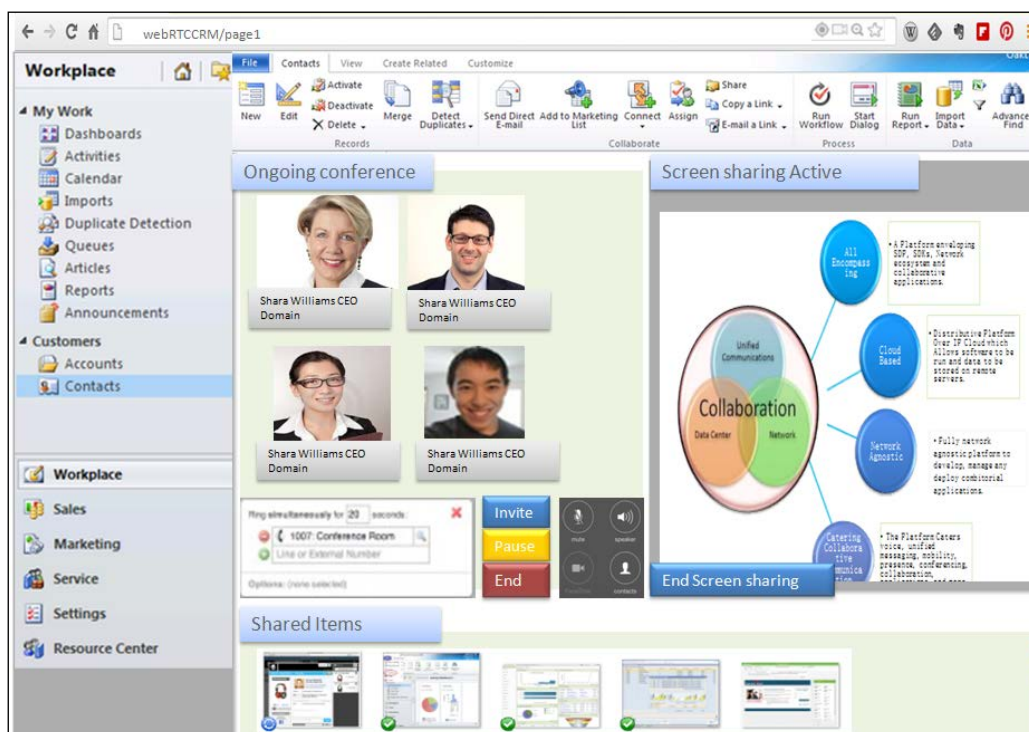 webRTCCRM/page1
Workplace
My Work
Dashboards
Activities
Calendar
Imports
Duplicate Detection
Queues
Articles
Reports
Announcements
Customers
Accounts
Contacts
Workplace
Sales
Marketing
Service
Settings
Resource Center
File Contacts View Create Related Customize
New
Edit
Activate
Deactivate
Delete
Merge
Detect
Duplicates
Records
Send Direct
E-mail
Add to Marketing
List
Connect
Assign
Share
Copy a Link
E-mail a Link
Collaborate
Run
Workflow
Start
Dialog
Process
Run
Report
Import
Data
Advance
Find
Data
Ongoing conference
Shara Williams CEO
Domain
Shara Williams CEO
Domain
Shara Williams CEO
Domain
Shara Williams CEO
Domain
Ring simultaneously for 20 seconds:
1007: Conference Room
Line or External Number
Options: (none selected)
Invite
Pause
End
mute
speaker
contacts
Screen sharing Active
Unified
Communications
Collaboration
Data Center
Network
All
Encompass
ing
• A Platform enveloping
SDP, SDKs, Network
ecosystem and
collaborative
applications.
Cloud
Based
• Distributive Platform
Over IP Cloud which
Allows software to be
run and data to be
stored on remote
servers.
Network
Agnostic
• Fully network
agnostic platform to
develop, manage any
deploy combitorial
applications.
Catering
Collabora
tive
• The Platform Caters
voice, unified
messaging, mobility,
presence, conferencing,
collaboration,
End Screen sharing
Shared Items